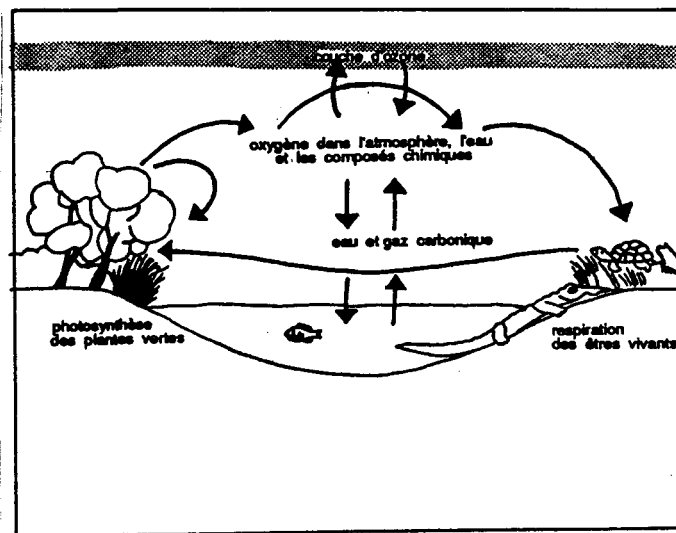 couche d'ozone
oxygène dans l'atmosphère, l'eau
et les composés chimiques
eau et gaz carbonique
photosynthèse
des plantes vertes
respiration
des êtres vivants